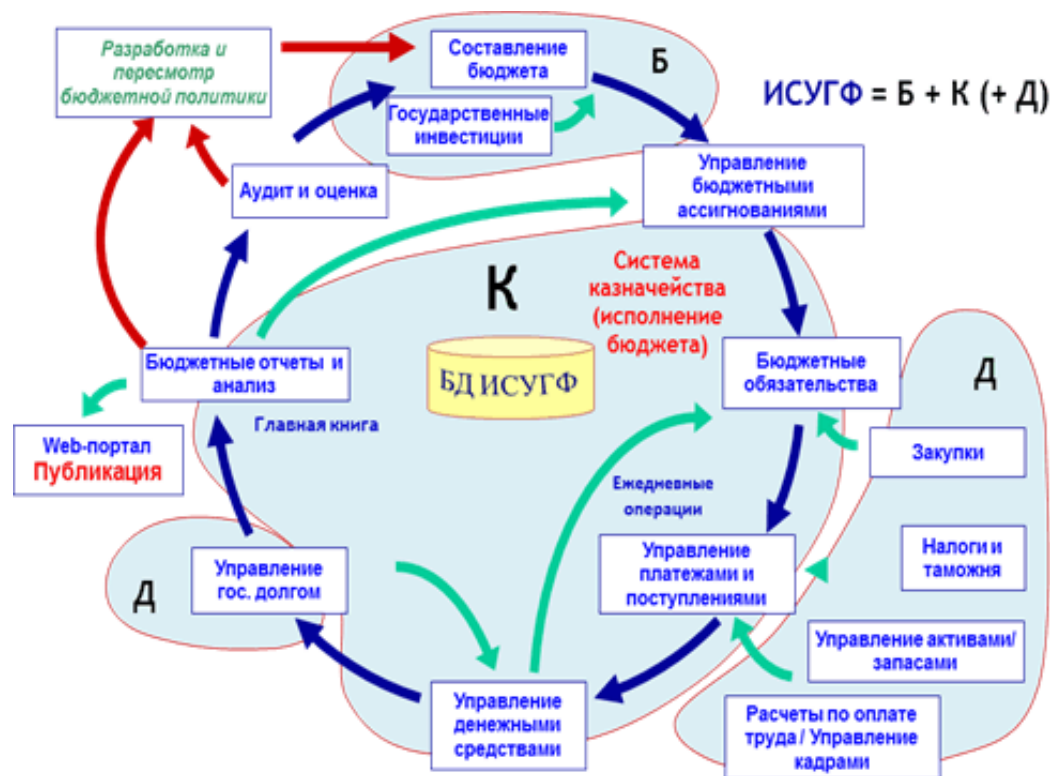 Разработка и
пересмотр
бюджетной политики
Составление
бюджета
Б
Государственные
инвестиции
ИСУГФ = Б + К (+ Д)
Аудит и оценка
Управление
бюджетными
ассигнованиями
К
Система
казначейства
(исполнение
бюджета)
БД ИСУГФ
Бюджетные отчеты и
анализ
Главная книга
Web-портал
Публикация
Бюджетные
обязательства
Д
Закупки
Ежедневные
операции
Управление
платежами и
поступлениями
Налоги и
таможня
Управление
гос. долгом
Д
Управление активами/
запасами
Управление
денежными
средствами
Расчеты по оплате
труда / Управление
кадрами